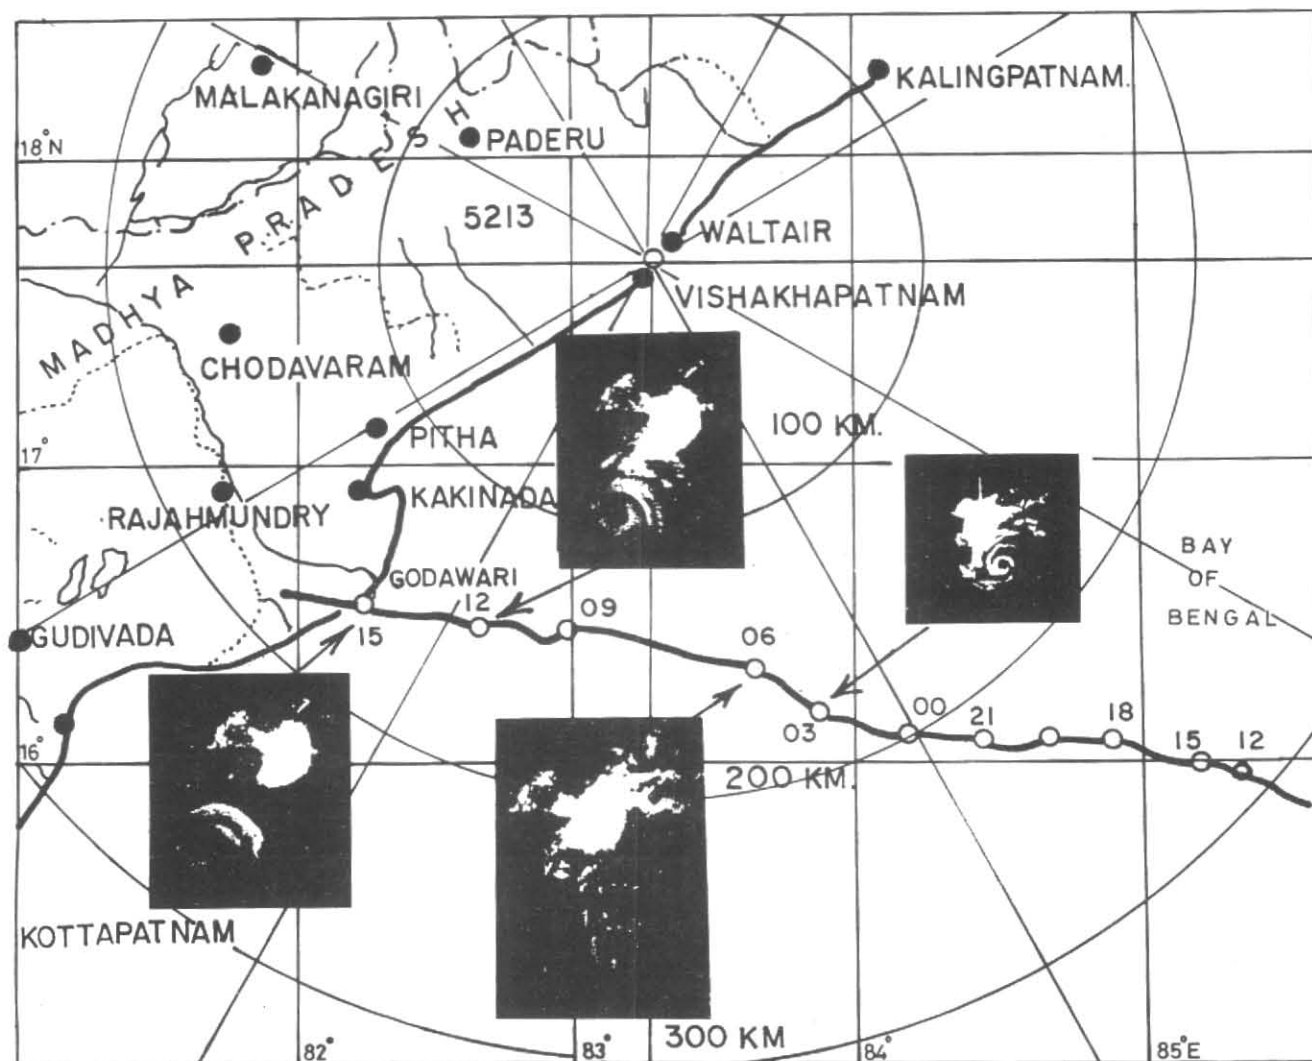 MALAKANAGIRI
KALINGPATNAM.
PADERU
18°N
MADHYA PRADESH
5213
WALTAIR
VISHAKHAPATNAM
CHODAVARAM
100 KM.
PITHA
17°
KAKINADA
RAJAHMUNDRY
BAY
OF
BENGAL
GODAWARI
12
09
15
GUDIVADA
06
03
00
21
18
15
12
16°
200 KM.
KOTTAPATNAM
300 KM
82°
83°
84°
85°E